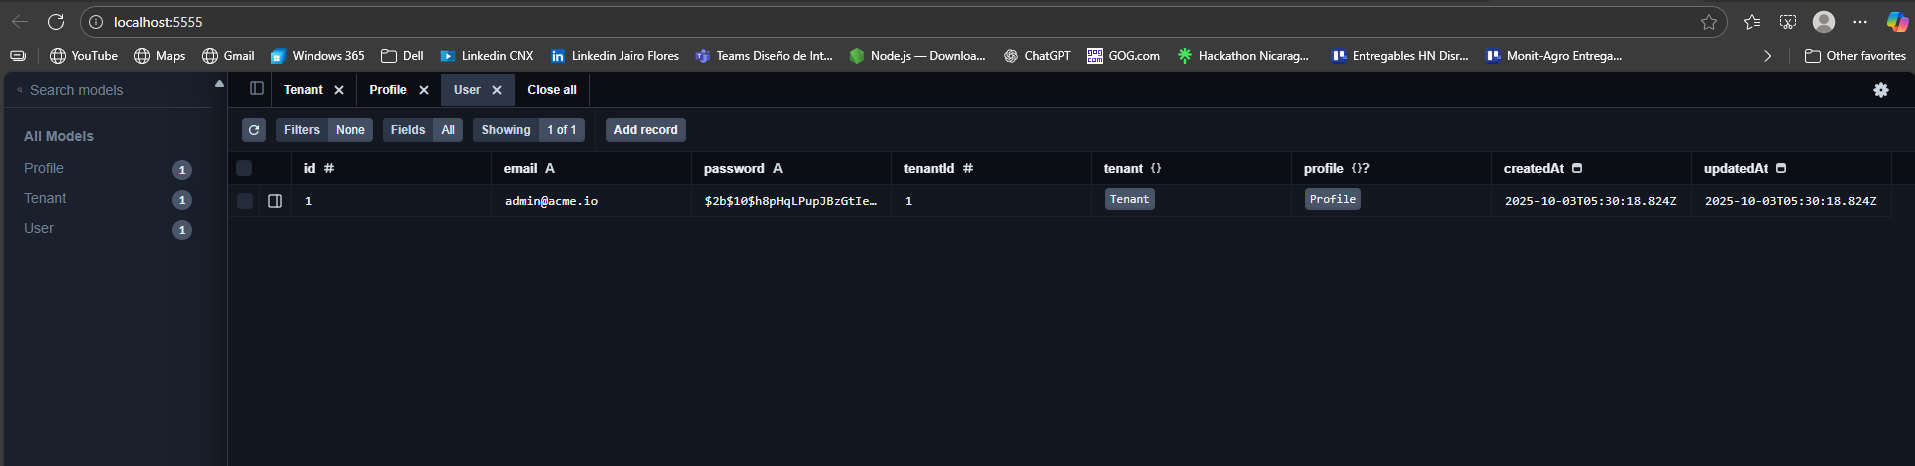 localhost:5555
YouTube Maps Gmail Windows 365 Dell Linkedin CNX Linkedin Jairo Flores Teams Diseño de Int... Node.js — Downloa... ChatGPT GOG.com Hackathon Nicarag... Entregables HN Disr... Monit-Agro Entrega... Other favorites
Search models
Tenant Profile User Close all
Filters None Fields All Showing 1 of 1 Add record
All Models
Profile 1
Tenant 1
User 1
id # email A password A tenantId # tenant {} profile {}? createdAt updatedAt
1 admin@acme.io $2b$10$h8pHqLPupJBzGtIe… 1 Tenant Profile 2025-10-03T05:30:18.824Z 2025-10-03T05:30:18.824Z